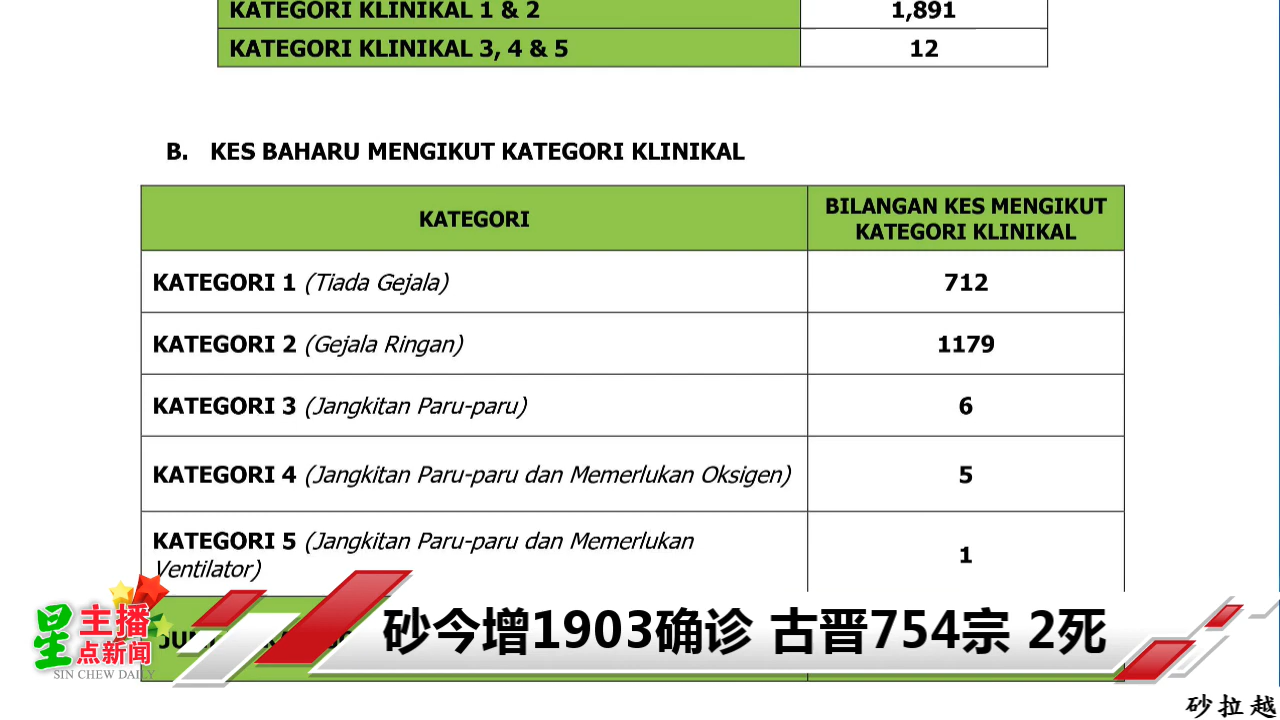 KATEGORI KLINIKAL 1 & 2 1,891
KATEGORI KLINIKAL 3, 4 & 5 12
B. KES BAHARU MENGIKUT KATEGORI KLINIKAL
KATEGORI BILANGAN KES MENGIKUT KATEGORI KLINIKAL
KATEGORI 1 (Tiada Gejala) 712
KATEGORI 2 (Gejala Ringan) 1179
KATEGORI 3 (Jangkitan Paru-paru) 6
KATEGORI 4 (Jangkitan Paru-paru dan Memerlukan Oksigen) 5
KATEGORI 5 (Jangkitan Paru-paru dan Memerlukan
Ventilator) 1
星 主播
点新闻
SIN CHEW DAILY
砂今增1903确诊 古晋754宗 2死
砂拉越